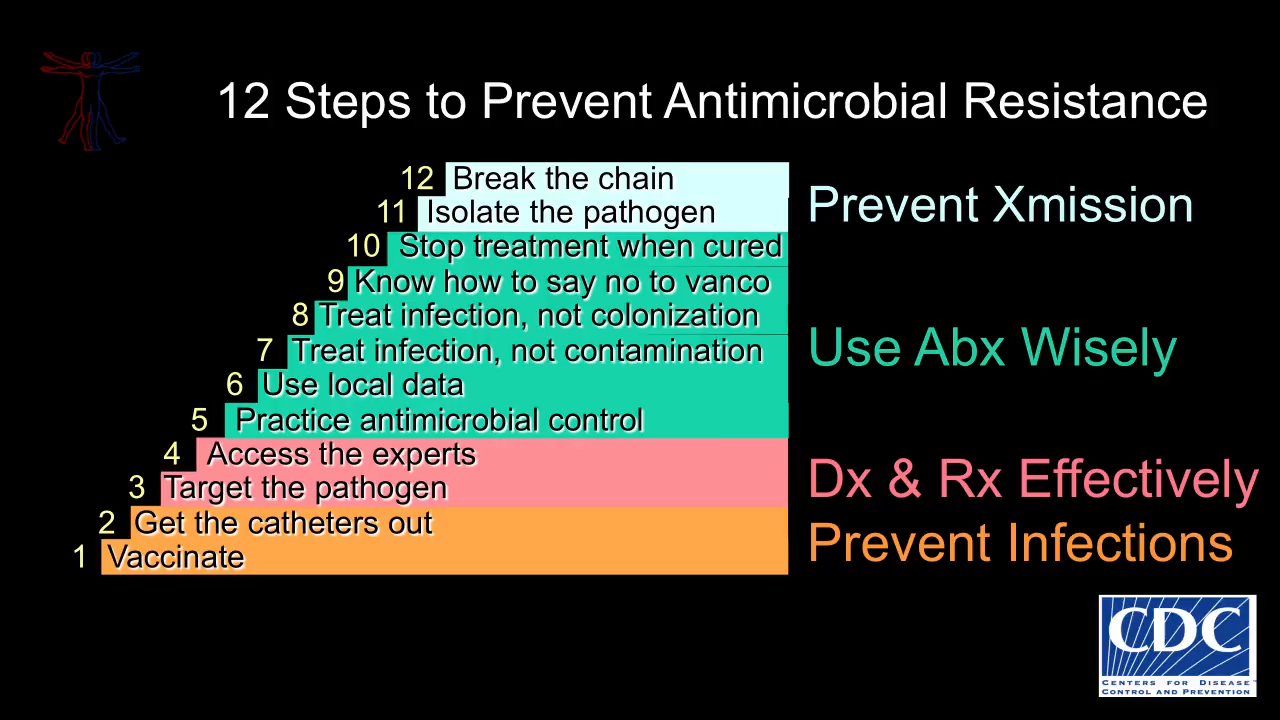 12 Steps to Prevent Antimicrobial Resistance
12 Break the chain
11 Isolate the pathogen
Prevent Xmission
10 Stop treatment when cured
9 Know how to say no to vanco
8 Treat infection, not colonization
7 Treat infection, not contamination
Use Abx Wisely
6 Use local data
5 Practice antimicrobial control
4 Access the experts
3 Target the pathogen
Dx & Rx Effectively
2 Get the catheters out
1 Vaccinate
Prevent Infections
CDC
CENTERS FOR DISEASE™
CONTROL AND PREVENTION